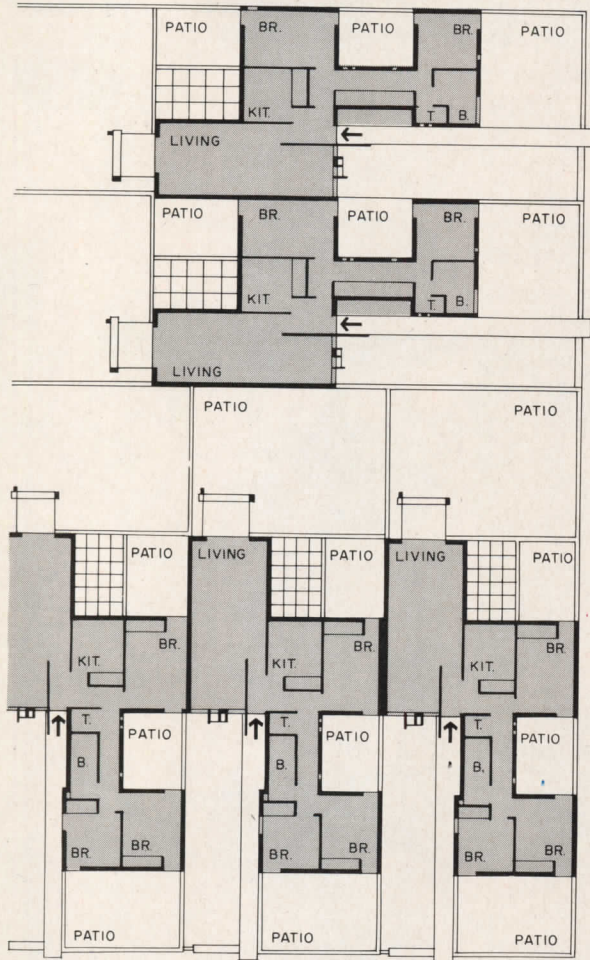 PATIO BR. PATIO BR. PATIO
KIT. T. B.
LIVING
PATIO BR. PATIO BR. PATIO
KIT. T. B.
LIVING
PATIO PATIO
PATIO LIVING PATIO LIVING PATIO
KIT. BR. KIT. BR. KIT. BR.
T. T. T.
PATIO PATIO PATIO
B. B. B.
BR. BR. BR. BR. BR. BR.
PATIO PATIO PATIO